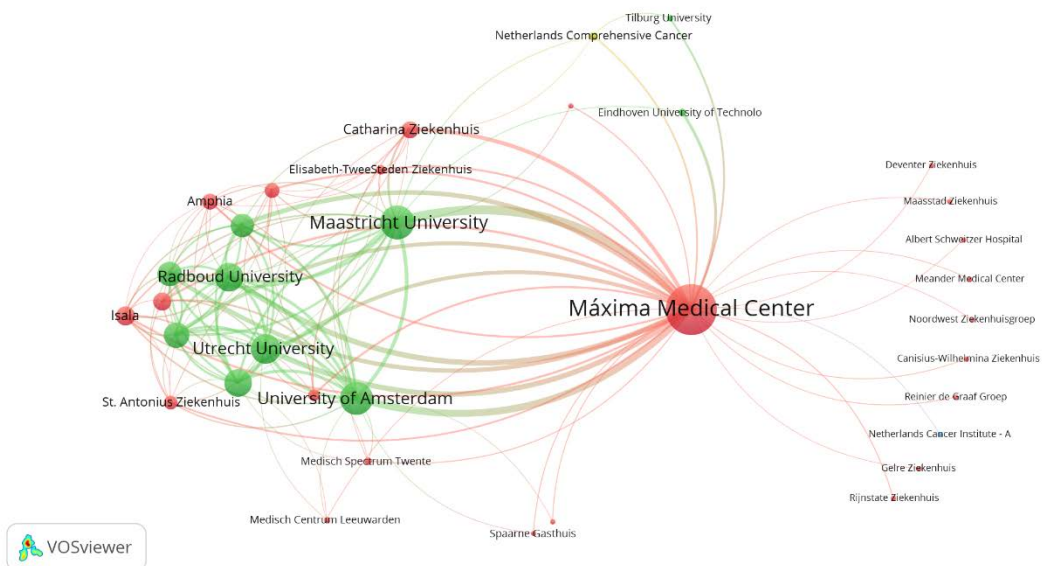 Tilburg University
Netherlands Comprehensive Cancer
Eindhoven University of Technolo
Catharina Ziekenhuis
Elisabeth-TweeSteden Ziekenhuis
Deventer Ziekenhuis
Amphia
Maasstad Ziekenhuis
Maastricht University
Albert Schweitzer Hospital
Radboud University
Meander Medical Center
Máxima Medical Center
Isala
Noordwest Ziekenhuisgroep
Utrecht University
Canisius-Wilhelmina Ziekenhuis
University of Amsterdam
Reinier de Graaf Groep
St. Antonius Ziekenhuis
Netherlands Cancer Institute - A
Medisch Spectrum Twente
Gelre Ziekenhuis
Rijnstate Ziekenhuis
Medisch Centrum Leeuwarden
Spaarne Gasthuis
VOSviewer